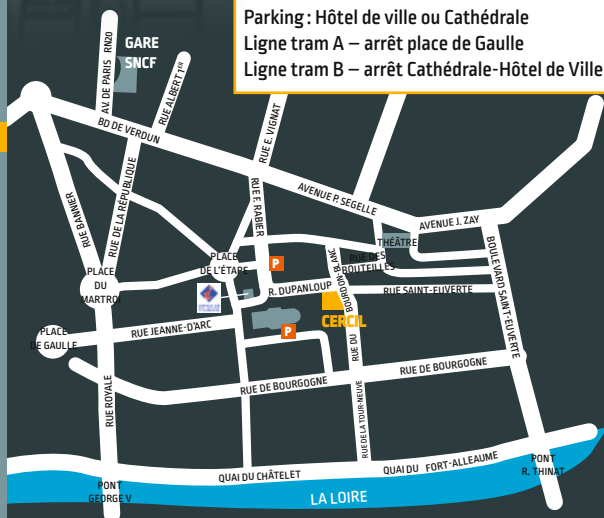 Parking : Hôtel de ville ou Cathédrale
Ligne tram A – arrêt place de Gaulle
Ligne tram B – arrêt Cathédrale-Hôtel de Ville
GARE
SNCF
AV. DE PARIS RN20
RUE ALBERT 1ER
BD DE VERDUN
RUE E. VIGNAT
RUE BANNIER
RUE DE LA RÉPUBLIQUE
RUE F. RABIER
AVENUE P. SEGELLE
AVENUE J. ZAY
THÉÂTRE
PLACE
DE L'ÉTAPE
P
RUE DES
BOUTEILLES
PLACE
DU
MARTROI
R. DUPANLOUP
RUE DU BOURDON-BLANC
RUE SAINT-EUVERTE
BOULEVARD SAINT-EUVERTE
CERCIL
PLACE
DE GAULLE
RUE JEANNE-D'ARC
P
RUE ROYALE
RUE DE BOURGOGNE
RUE DE BOURGOGNE
RUE DE LA TOUR-NEUVE
PONT
GEORGE V
QUAI DU CHÂTELET
QUAI DU FORT-ALLEAUME
PONT
R. THINAT
LA LOIRE